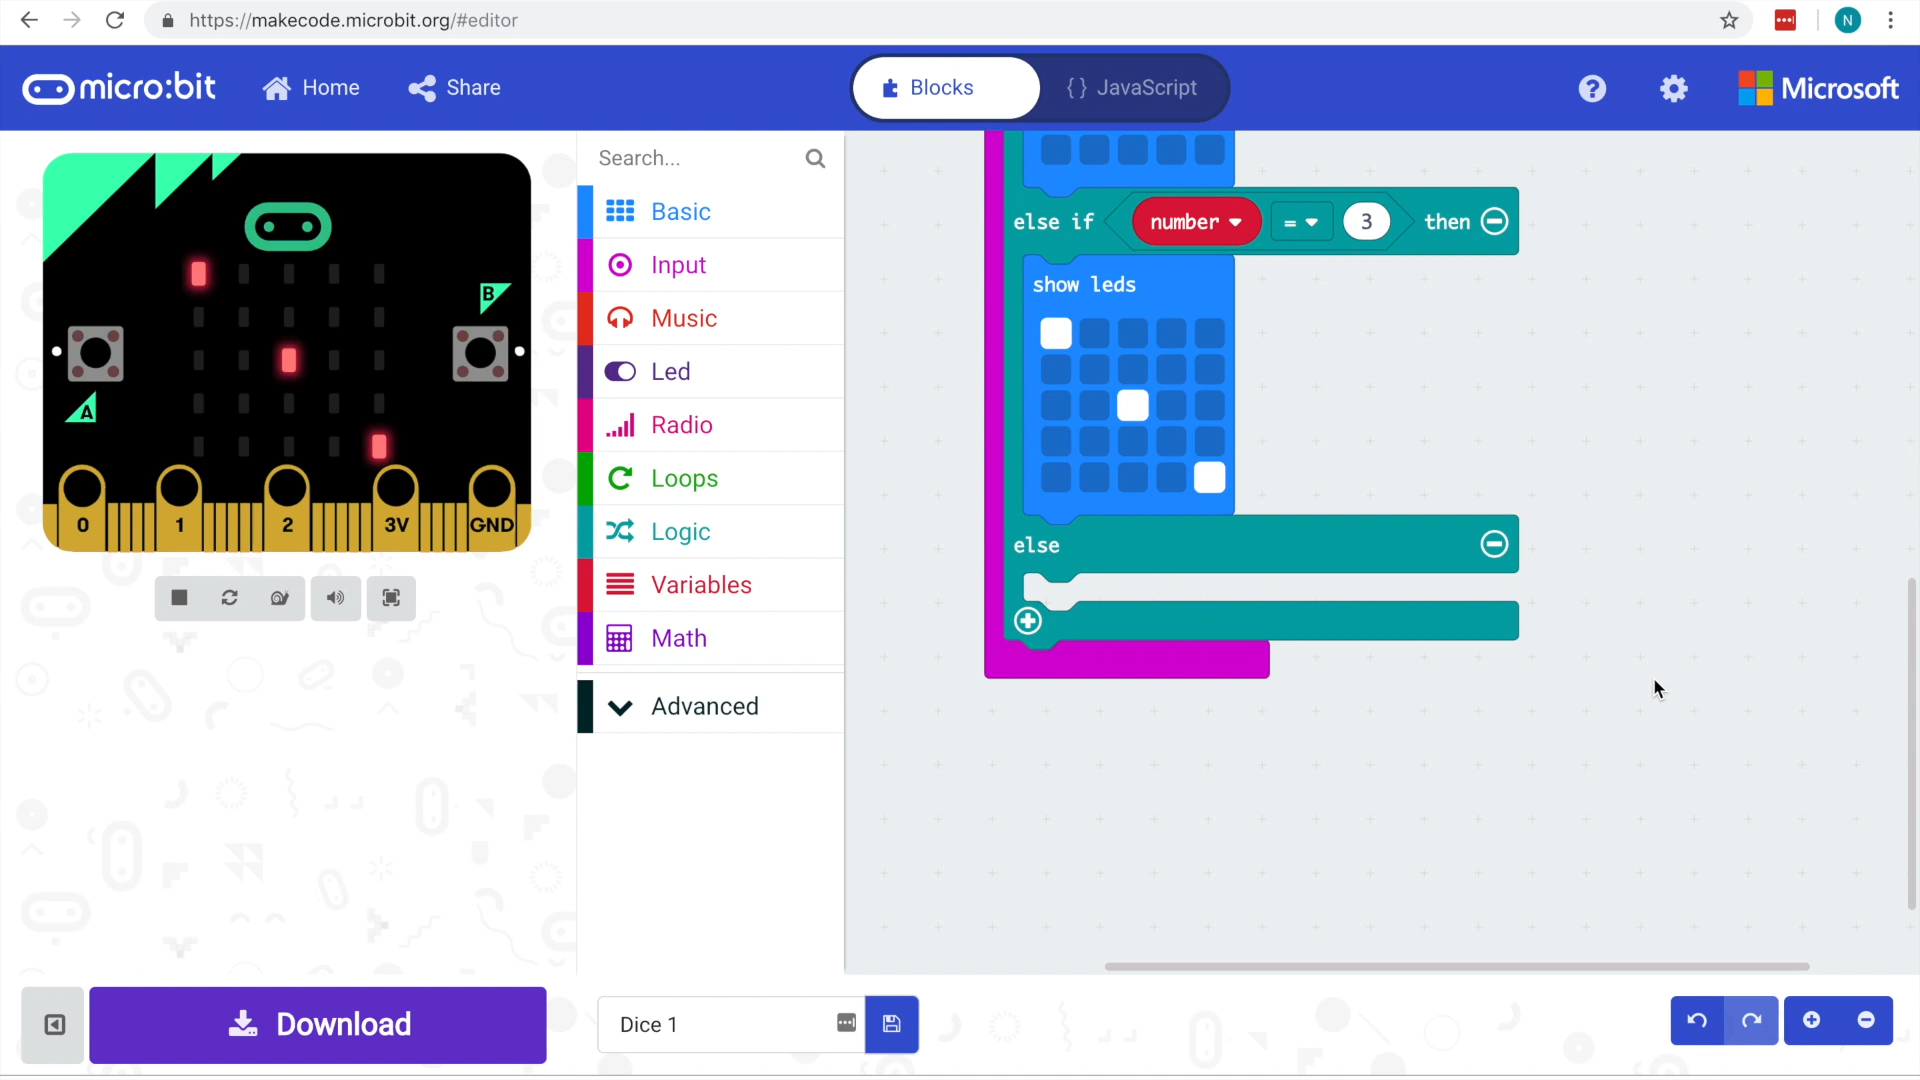 https://makecode.microbit.org/#editor
N
micro:bit
Home
Share
Blocks
{ } JavaScript
?
Microsoft
B
A
0 1 2 3V GND
Search...
Basic
Input
Music
Led
Radio
Loops
Logic
Variables
Math
Advanced
else if number = 3 then
show leds
else
Download
Dice 1